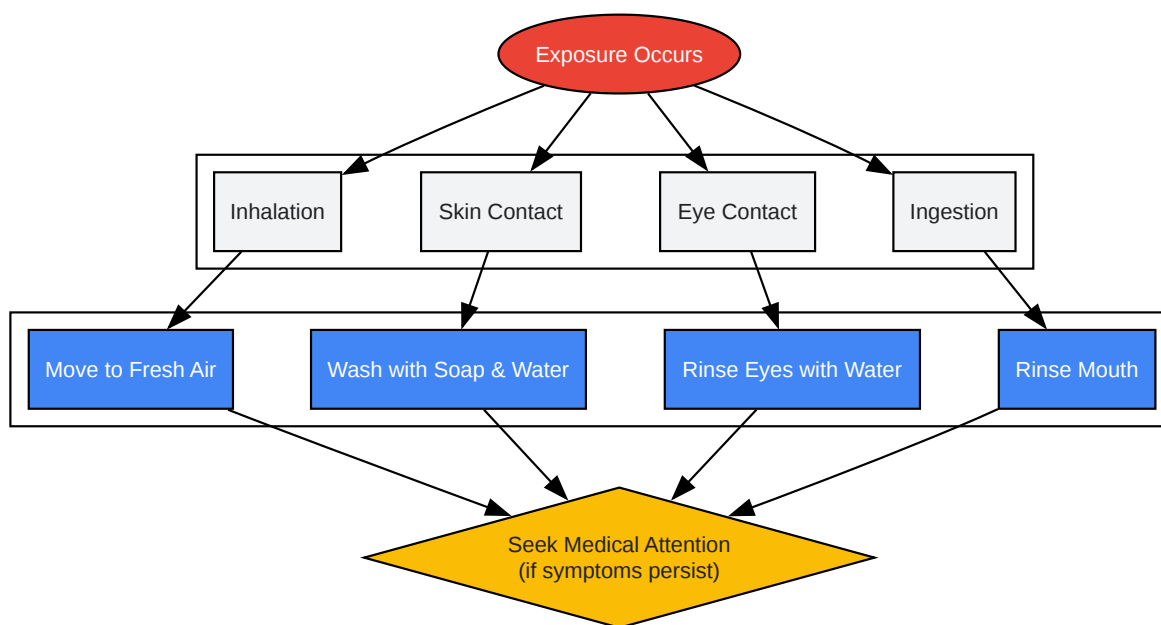 Exposure Occurs
Inhalation
Skin Contact
Eye Contact
Ingestion
Move to Fresh Air
Wash with Soap & Water
Rinse Eyes with Water
Rinse Mouth
Seek Medical Attention
(if symptoms persist)